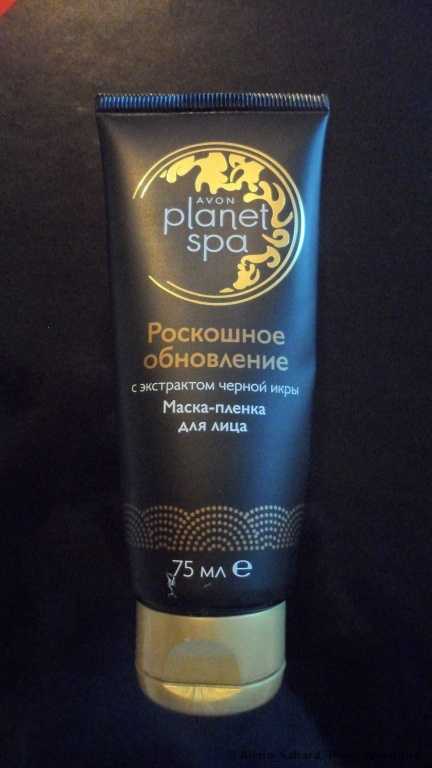 AVON
planet
spa
Роскошное
обновление
с экстрактом черной икры
Маска-пленка
для лица
75 мл ℮